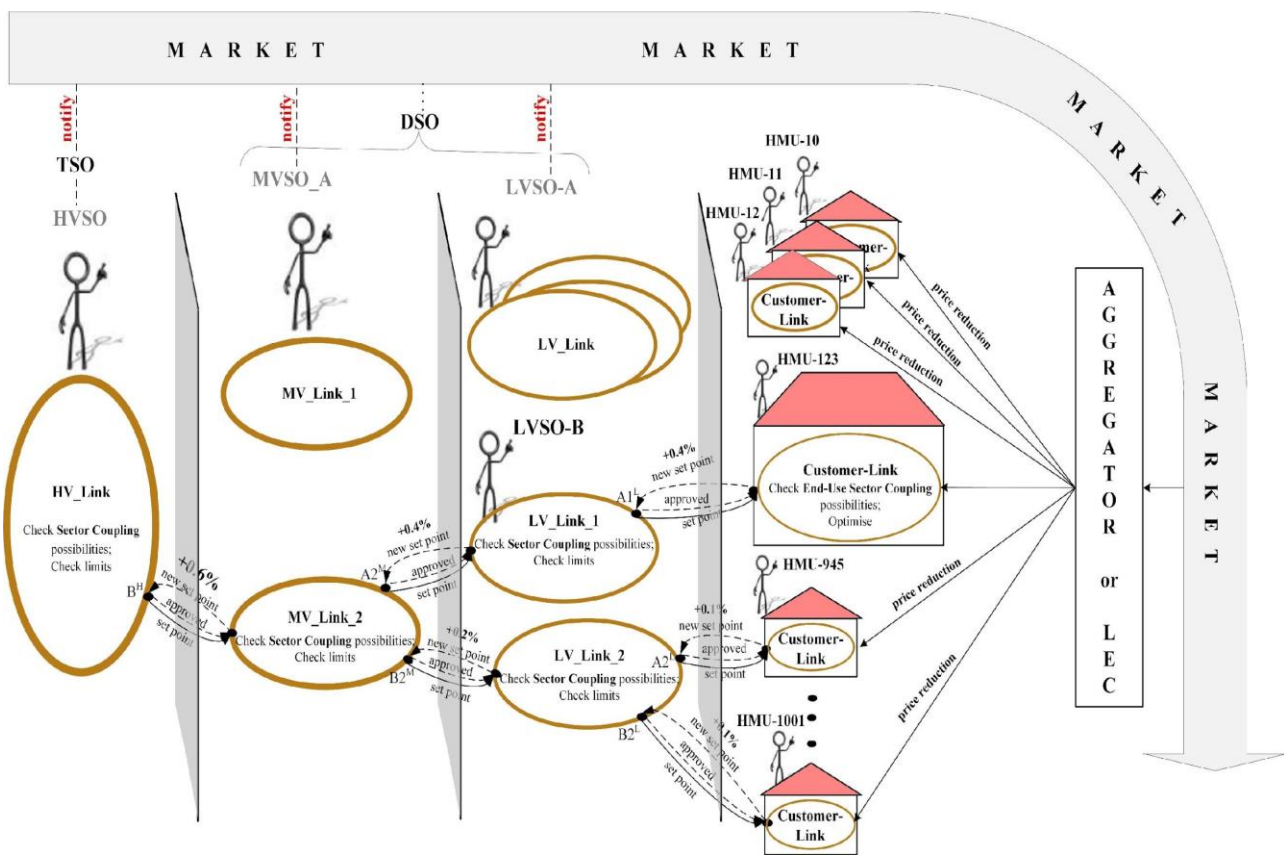 M A R K E T
M A R K E T
M A R K E T
M A R K E T
notify
notify
notify
DSO
TSO
HVSO
MVSO_A
LVSO-A
HMU-10
HMU-11
HMU-12
Customer-
Link
LV_Link
MV_Link_1
LVSO-B
HMU-123
price reduction
price reduction
price reduction
A G G R E G A T O R
or
L E C
HV_Link
Check Sector Coupling
possibilities;
Check limits
Customer-Link
Check End-Use Sector Coupling
possibilities;
Optimise
+0.4%
new set point
approved
set point
A1L
LV_Link_1
Check Sector Coupling possibilities;
Check limits
+0.4%
new set point
approved
set point
A2M
+0.6%
new set point
approved
set point
BH
MV_Link_2
Check Sector Coupling possibilities;
Check limits
+0.2%
new set point
approved
set point
B2M
LV_Link_2
Check Sector Coupling possibilities;
Check limits
A2L
+0.1%
new set point
approved
set point
HMU-945
Customer-
Link
price reduction
price reduction
B2L
+0.1%
new set point
approved
set point
HMU-1001
Customer-
Link